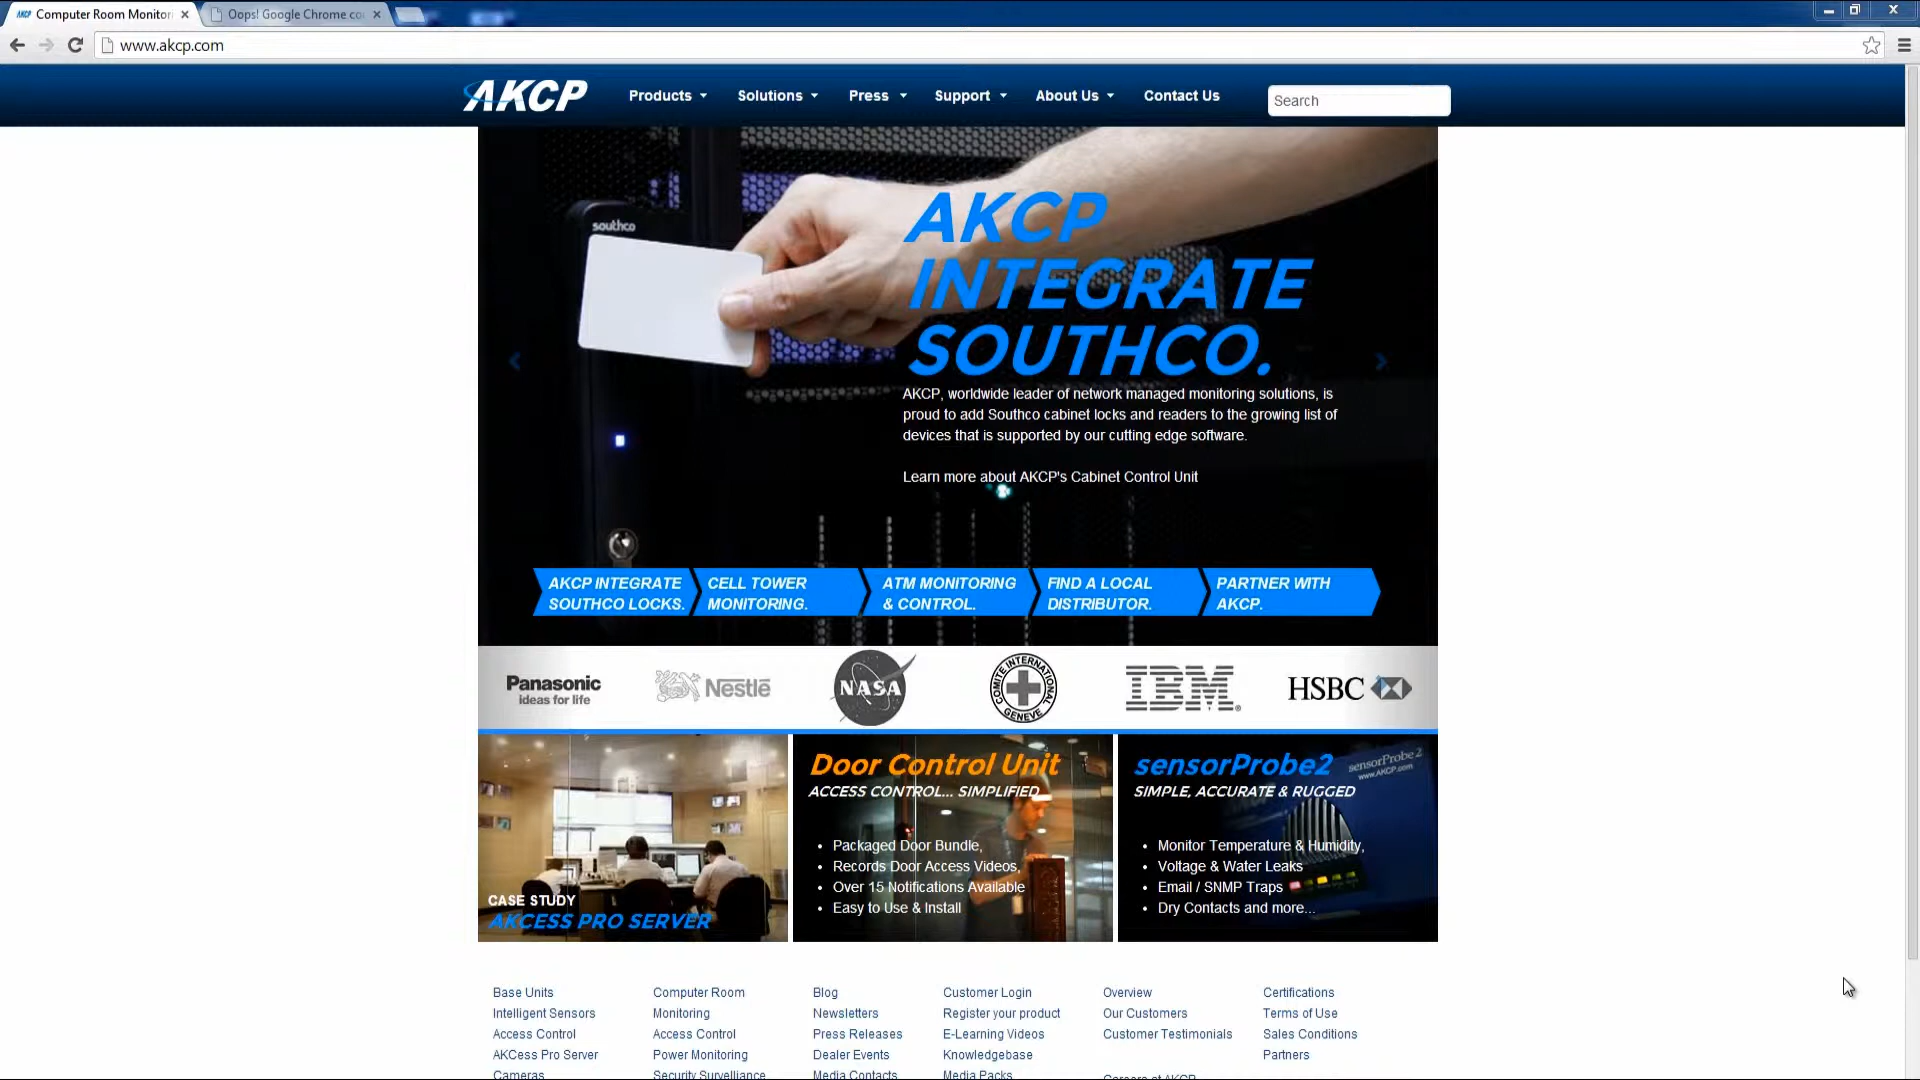 AKCP Computer Room Monitor
Oops! Google Chrome co
www.akcp.com
AKCP
Products
Solutions
Press
Support
About Us
Contact Us
Search
southco
AKCP
INTEGRATE
SOUTHCO.
AKCP, worldwide leader of network managed monitoring solutions, is
proud to add Southco cabinet locks and readers to the growing list of
devices that is supported by our cutting edge software.
Learn more about AKCP's Cabinet Control Unit
AKCP INTEGRATE
SOUTHCO LOCKS.
CELL TOWER
MONITORING.
ATM MONITORING
& CONTROL.
FIND A LOCAL
DISTRIBUTOR.
PARTNER WITH
AKCP.
Panasonic
ideas for life
Nestlé
NASA
COMITE INTERNATIONAL
GENEVE
IBM®
HSBC
CASE STUDY
AKCESS PRO SERVER
Door Control Unit
ACCESS CONTROL... SIMPLIFIED
• Packaged Door Bundle,
• Records Door Access Videos,
• Over 15 Notifications Available
• Easy to Use & Install
sensorProbe2
SIMPLE, ACCURATE & RUGGED
sensorProbe2
www.AKCP.com
• Monitor Temperature & Humidity,
• Voltage & Water Leaks
• Email / SNMP Traps
• Dry Contacts and more...
Base Units
Intelligent Sensors
Access Control
AKCess Pro Server
Cameras
Computer Room
Monitoring
Access Control
Power Monitoring
Security Survelliance
Blog
Newsletters
Press Releases
Dealer Events
Media Contacts
Customer Login
Register your product
E-Learning Videos
Knowledgebase
Media Packs
Overview
Our Customers
Customer Testimonials
Careers at AKCP
Certifications
Terms of Use
Sales Conditions
Partners